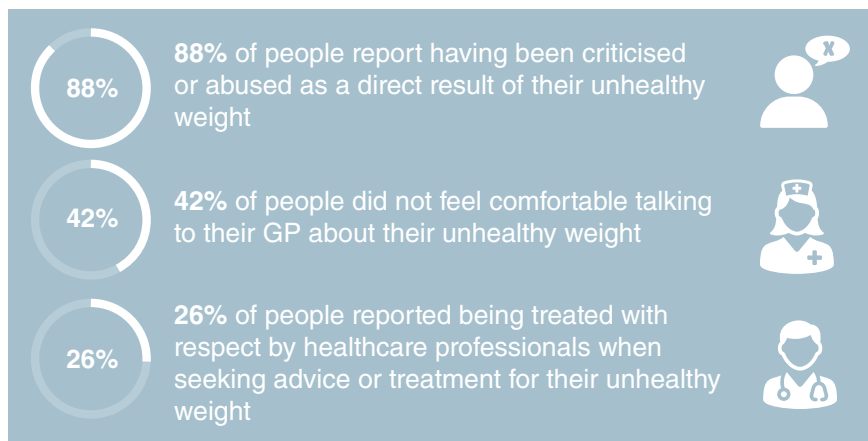 88%
88% of people report having been criticised
or abused as a direct result of their unhealthy
weight
42%
42% of people did not feel comfortable talking
to their GP about their unhealthy weight
26%
26% of people reported being treated with
respect by healthcare professionals when
seeking advice or treatment for their unhealthy
weight